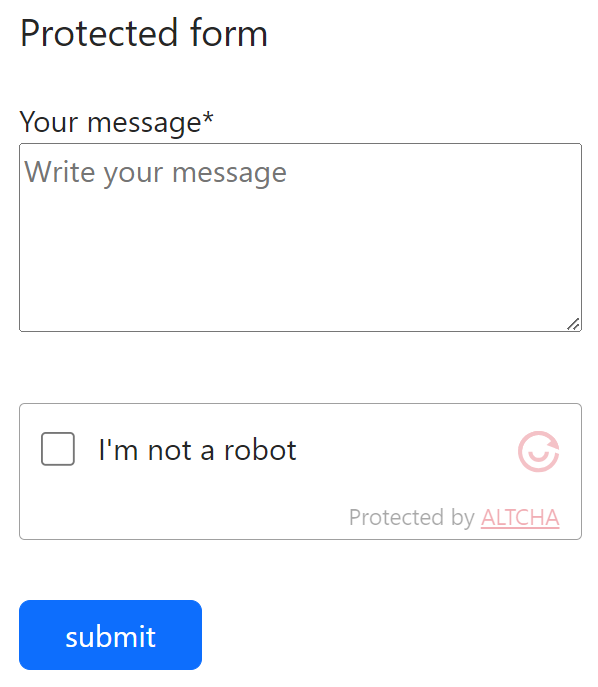 Protected form
Your message*
Write your message
I'm not a robot
Protected by ALTCHA
submit